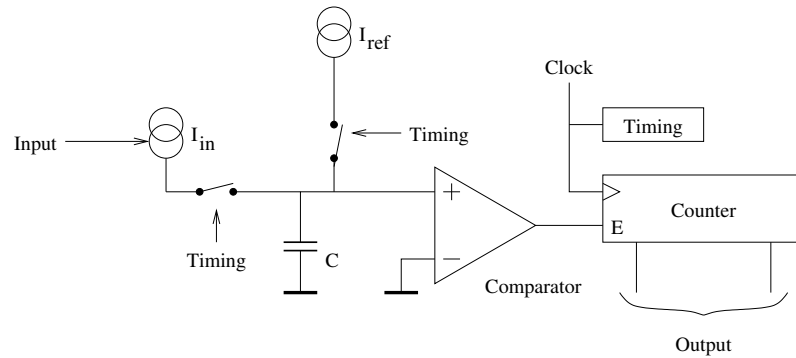 I_ref
Clock
Input
I_in
Timing
Timing
Timing
+
Counter
E
−
C
Comparator
Output